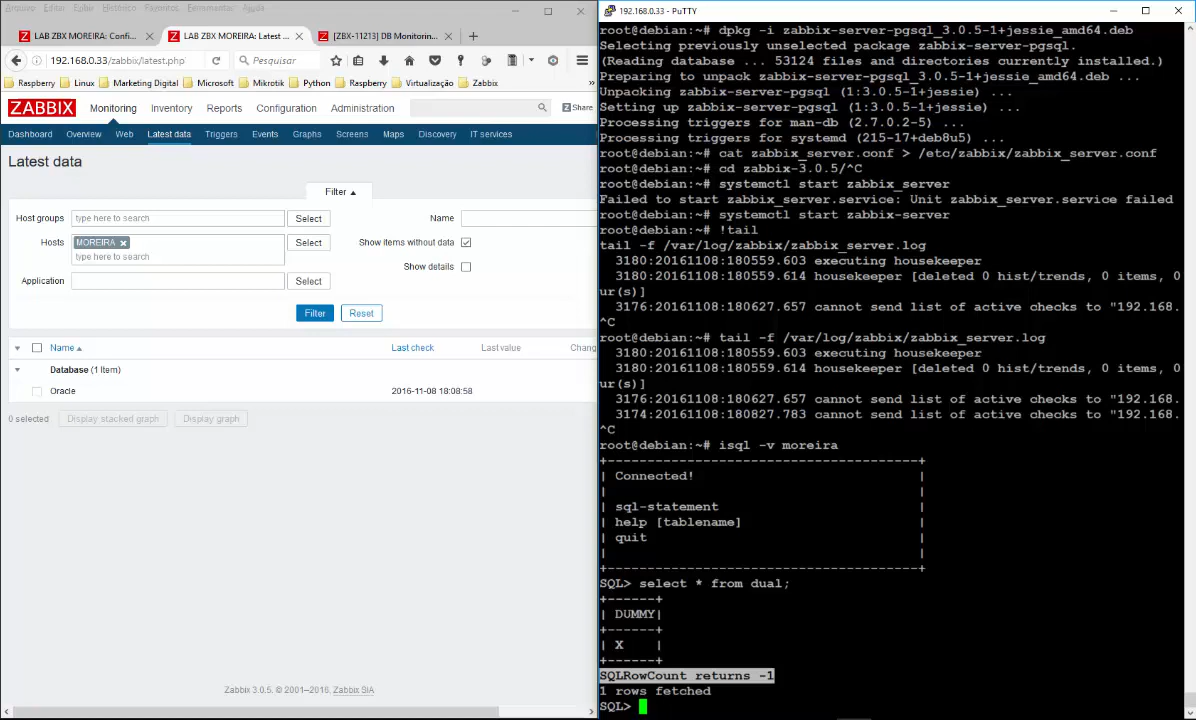 Arquivo Editar Exibir Histórico Favoritos Ferramentas Ajuda
LAB ZBX MOREIRA: Confi...
LAB ZBX MOREIRA: Latest ...
[ZBX-11213] DB Monitorin...
192.168.0.33/zabbix/latest.php'
Pesquisar
Raspberry
Linux
Marketing Digital
Microsoft
Mikrotik
Python
Raspberry
Virtualização
Zabbix
ZABBIX
Monitoring
Inventory
Reports
Configuration
Administration
Share
Dashboard
Overview
Web
Latest data
Triggers
Events
Graphs
Screens
Maps
Discovery
IT services
Latest data
Filter
Host groups
type here to search
Select
Name
Hosts
MOREIRA
type here to search
Select
Show items without data
Show details
Application
Select
Filter
Reset
Name
Last check
Last value
Chang
Database (1 Item)
Oracle
2016-11-08 18:08:58
0 selected
Display stacked graph
Display graph
Zabbix 3.0.5. © 2001–2016, Zabbix SIA
192.168.0.33 - PuTTY
root@debian:~# dpkg -i zabbix-server-pgsql_3.0.5-1+jessie_amd64.deb
Selecting previously unselected package zabbix-server-pgsql.
(Reading database ... 53124 files and directories currently installed.)
Preparing to unpack zabbix-server-pgsql_3.0.5-1+jessie_amd64.deb ...
Unpacking zabbix-server-pgsql (1:3.0.5-1+jessie) ...
Setting up zabbix-server-pgsql (1:3.0.5-1+jessie) ...
Processing triggers for man-db (2.7.0.2-5) ...
Processing triggers for systemd (215-17+deb8u5) ...
root@debian:~# cat zabbix_server.conf > /etc/zabbix/zabbix_server.conf
root@debian:~# cd zabbix-3.0.5/^C
root@debian:~# systemctl start zabbix_server
Failed to start zabbix_server.service: Unit zabbix_server.service failed
root@debian:~# systemctl start zabbix-server
root@debian:~# !tail
tail -f /var/log/zabbix/zabbix_server.log
3180:20161108:180559.603 executing housekeeper
3180:20161108:180559.614 housekeeper [deleted 0 hist/trends, 0 items, 0
ur(s)]
3176:20161108:180627.657 cannot send list of active checks to "192.168.
^C
root@debian:~# tail -f /var/log/zabbix/zabbix_server.log
3180:20161108:180559.603 executing housekeeper
3180:20161108:180559.614 housekeeper [deleted 0 hist/trends, 0 items, 0
ur(s)]
3176:20161108:180627.657 cannot send list of active checks to "192.168.
3174:20161108:180827.783 cannot send list of active checks to "192.168.
^C
root@debian:~# isql -v moreira
+---------------------------------------+
| Connected! |
| |
| sql-statement |
| help [tablename] |
| quit |
| |
+---------------------------------------+
SQL> select * from dual;
+------+
| DUMMY|
+------+
| X |
+------+
SQLRowCount returns -1
1 rows fetched
SQL>